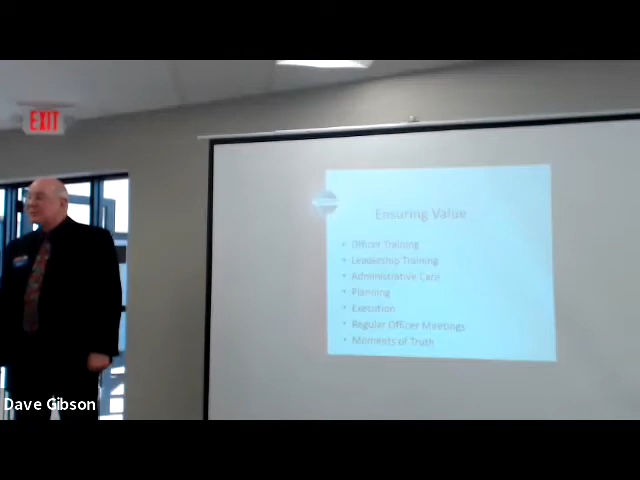 EXIT
Ensuring Value
• Officer Training
• Leadership Training
• Administrative Care
• Planning
• Execution
• Regular Officer Meetings
• Moments of Truth
Dave Gibson